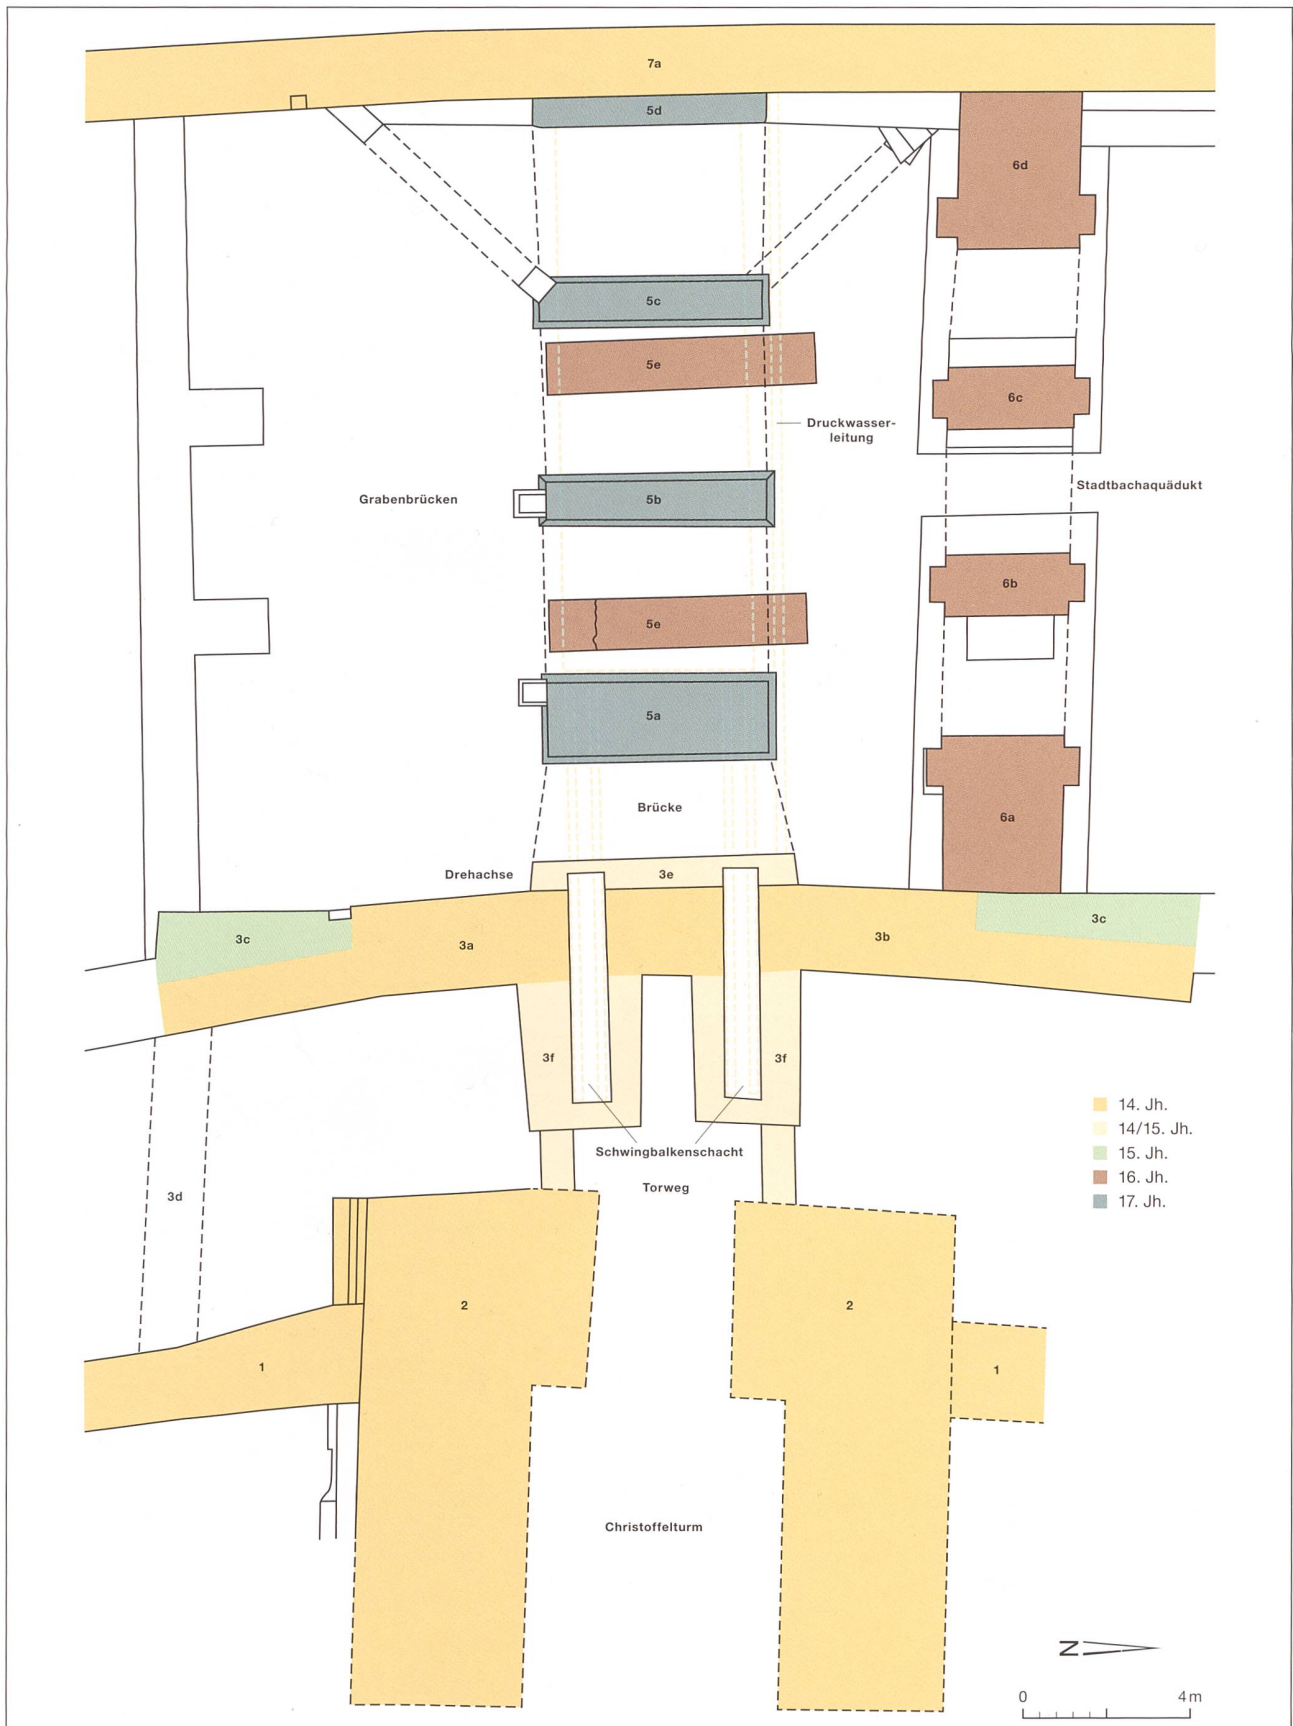 7a
5d
6d
5c
5e
6c
Druckwasser-
leitung
Grabenbrücken
5b
Stadtbachaquädukt
6b
5e
5a
Brücke
6a
Drehachse
3e
3c
3a
3b
3c
3f
3f
14. Jh.
14/15. Jh.
15. Jh.
16. Jh.
17. Jh.
Schwingbalkenschacht
Torweg
3d
2
2
1
1
Christoffelturm
N
0 4m